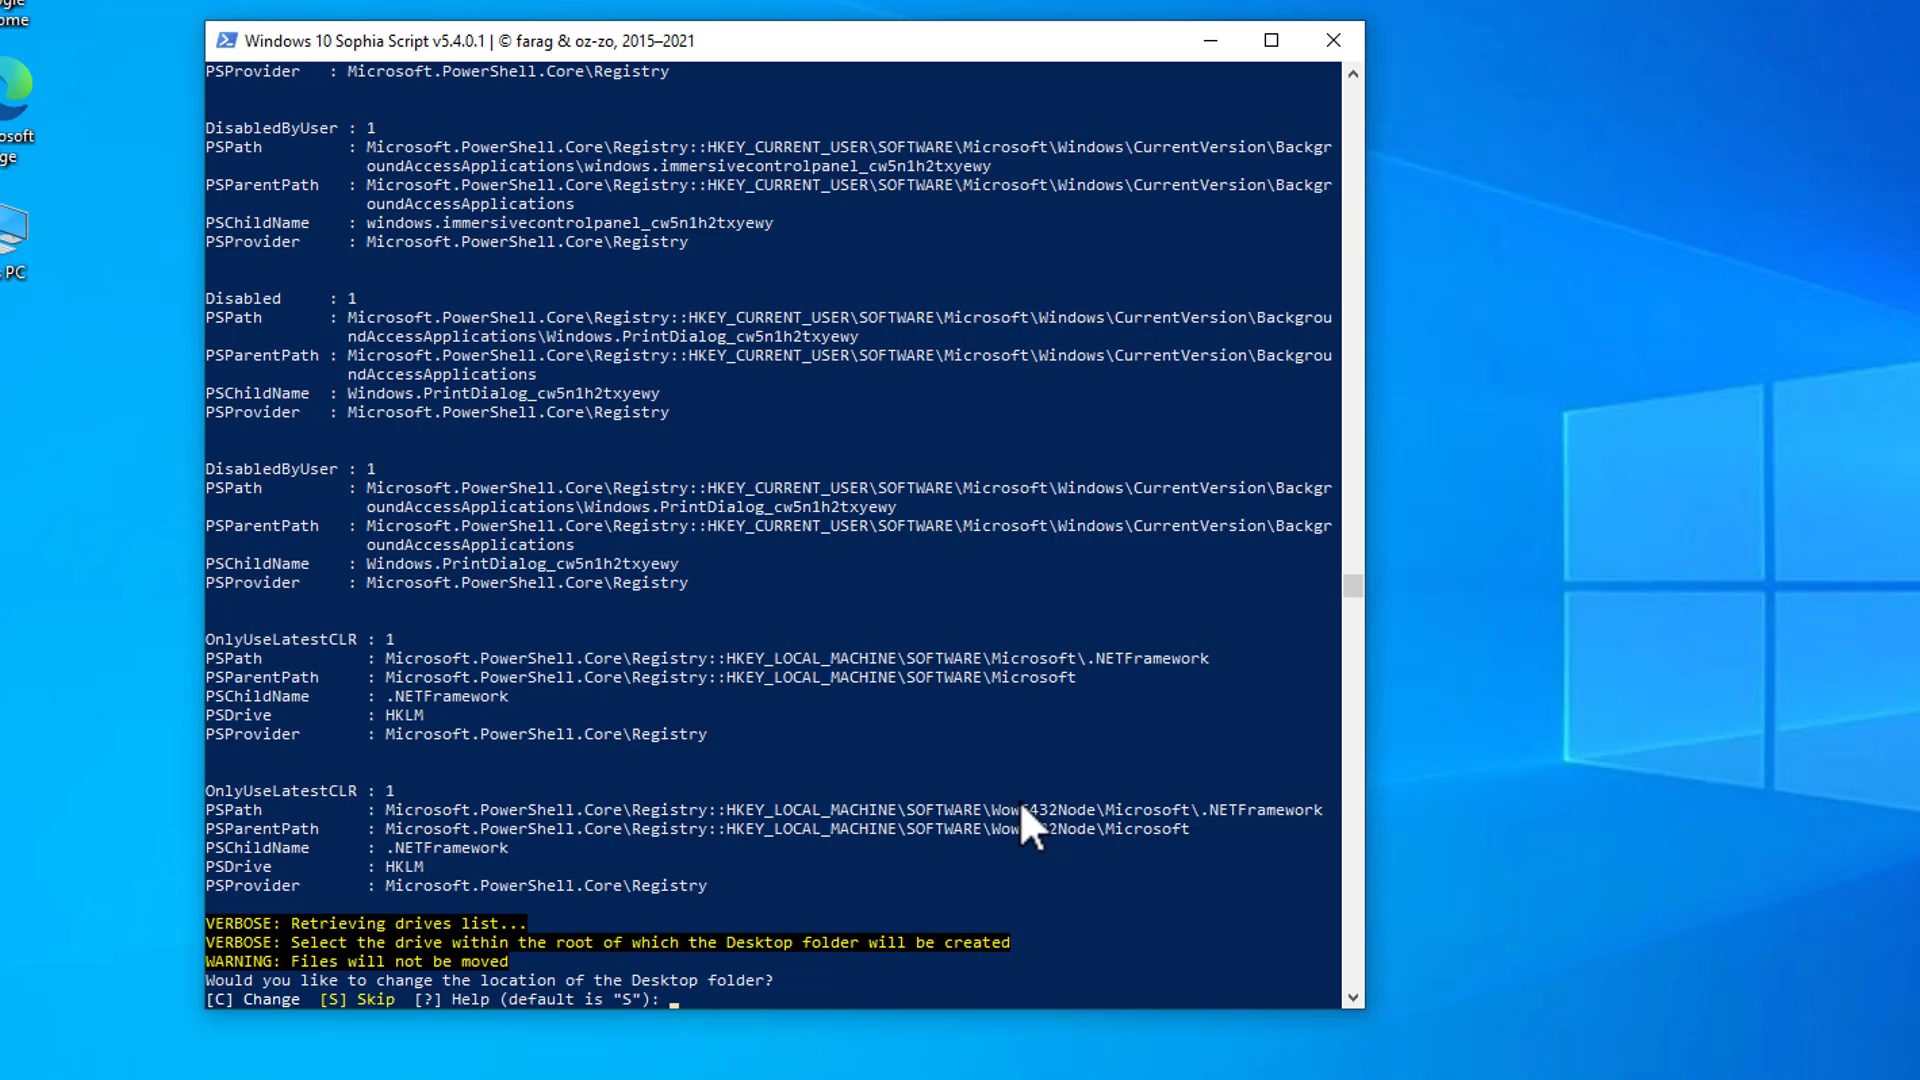 ome
osoft
ge
PC
Windows 10 Sophia Script v5.4.0.1 | © farag & oz-zo, 2015–2021
PSProvider : Microsoft.PowerShell.Core\Registry
DisabledByUser : 1
PSPath : Microsoft.PowerShell.Core\Registry::HKEY_CURRENT_USER\SOFTWARE\Microsoft\Windows\CurrentVersion\Backgr
oundAccessApplications\windows.immersivecontrolpanel_cw5n1h2txyewy
PSParentPath : Microsoft.PowerShell.Core\Registry::HKEY_CURRENT_USER\SOFTWARE\Microsoft\Windows\CurrentVersion\Backgr
oundAccessApplications
PSChildName : windows.immersivecontrolpanel_cw5n1h2txyewy
PSProvider : Microsoft.PowerShell.Core\Registry
Disabled : 1
PSPath : Microsoft.PowerShell.Core\Registry::HKEY_CURRENT_USER\SOFTWARE\Microsoft\Windows\CurrentVersion\Backgrou
ndAccessApplications\Windows.PrintDialog_cw5n1h2txyewy
PSParentPath : Microsoft.PowerShell.Core\Registry::HKEY_CURRENT_USER\SOFTWARE\Microsoft\Windows\CurrentVersion\Backgrou
ndAccessApplications
PSChildName : Windows.PrintDialog_cw5n1h2txyewy
PSProvider : Microsoft.PowerShell.Core\Registry
DisabledByUser : 1
PSPath : Microsoft.PowerShell.Core\Registry::HKEY_CURRENT_USER\SOFTWARE\Microsoft\Windows\CurrentVersion\Backgr
oundAccessApplications\Windows.PrintDialog_cw5n1h2txyewy
PSParentPath : Microsoft.PowerShell.Core\Registry::HKEY_CURRENT_USER\SOFTWARE\Microsoft\Windows\CurrentVersion\Backgr
oundAccessApplications
PSChildName : Windows.PrintDialog_cw5n1h2txyewy
PSProvider : Microsoft.PowerShell.Core\Registry
OnlyUseLatestCLR : 1
PSPath : Microsoft.PowerShell.Core\Registry::HKEY_LOCAL_MACHINE\SOFTWARE\Microsoft\.NETFramework
PSParentPath : Microsoft.PowerShell.Core\Registry::HKEY_LOCAL_MACHINE\SOFTWARE\Microsoft
PSChildName : .NETFramework
PSDrive : HKLM
PSProvider : Microsoft.PowerShell.Core\Registry
OnlyUseLatestCLR : 1
PSPath : Microsoft.PowerShell.Core\Registry::HKEY_LOCAL_MACHINE\SOFTWARE\Wow6432Node\Microsoft\.NETFramework
PSParentPath : Microsoft.PowerShell.Core\Registry::HKEY_LOCAL_MACHINE\SOFTWARE\Wow6432Node\Microsoft
PSChildName : .NETFramework
PSDrive : HKLM
PSProvider : Microsoft.PowerShell.Core\Registry
VERBOSE: Retrieving drives list...
VERBOSE: Select the drive within the root of which the Desktop folder will be created
WARNING: Files will not be moved
Would you like to change the location of the Desktop folder?
[C] Change [S] Skip [?] Help (default is "S"):